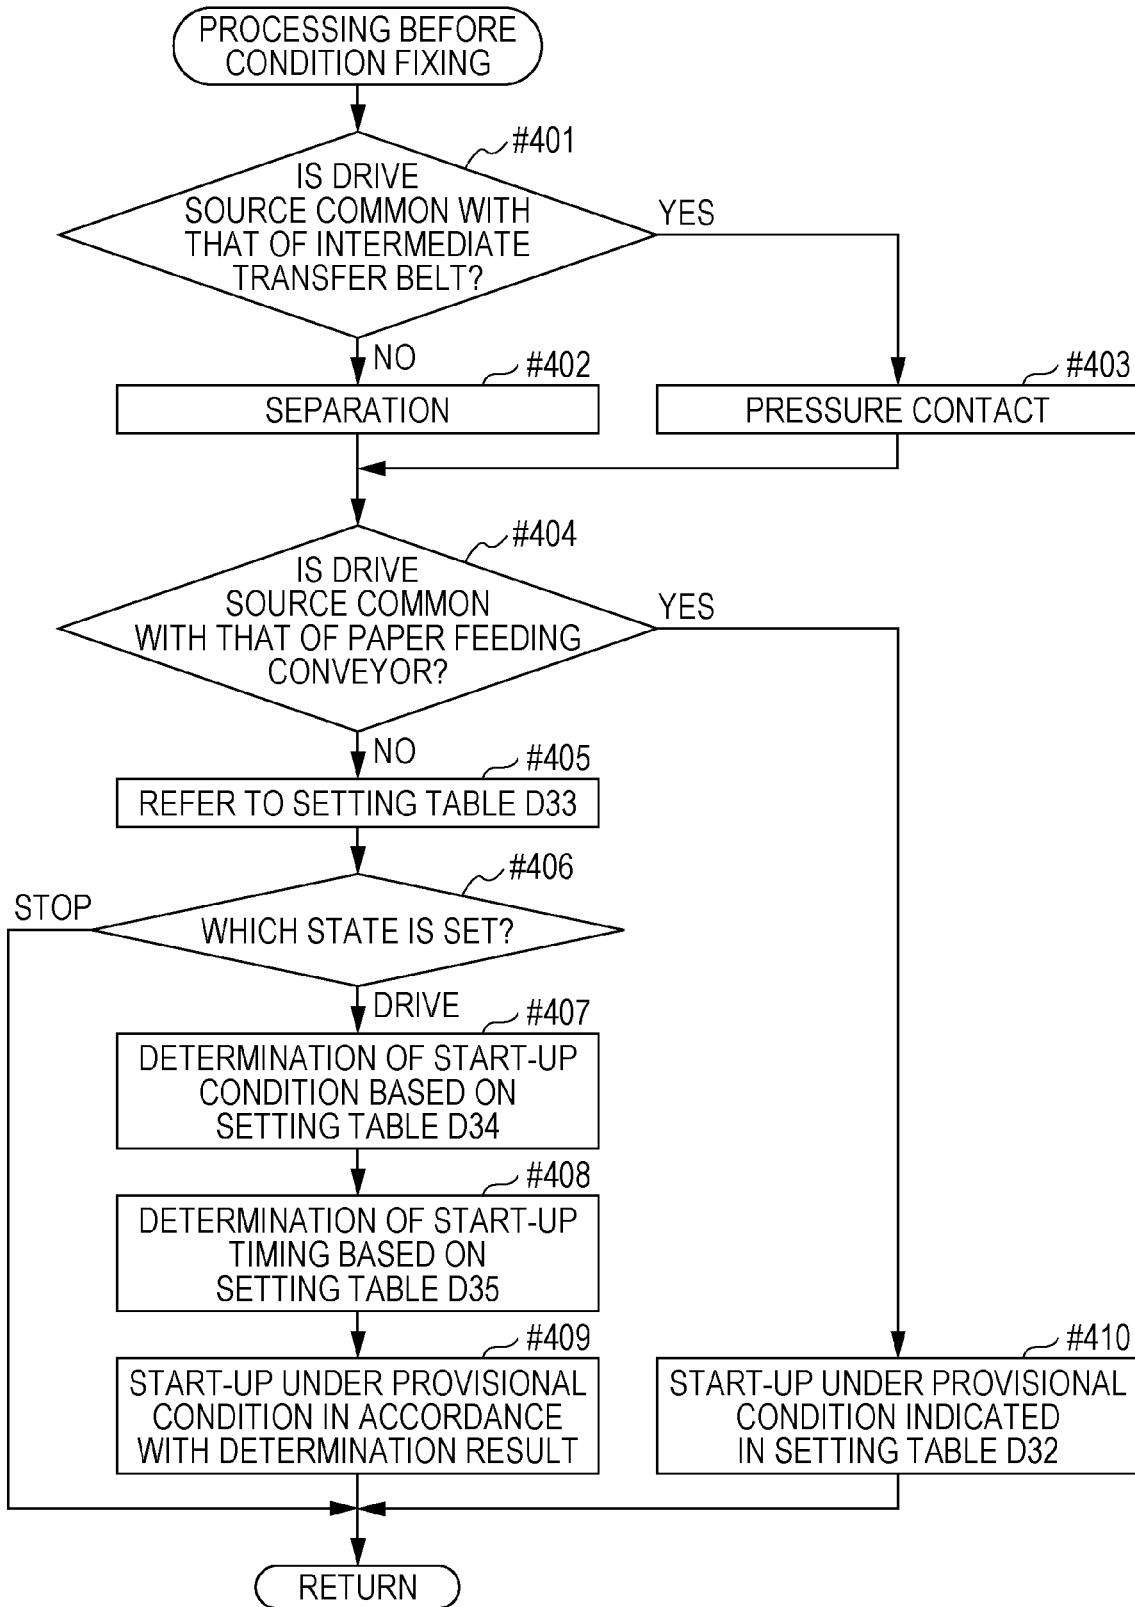 PROCESSING BEFORE
CONDITION FIXING
#401
IS DRIVE
SOURCE COMMON WITH
THAT OF INTERMEDIATE
TRANSFER BELT?
YES
NO
#402
SEPARATION
#403
PRESSURE CONTACT
#404
IS DRIVE
SOURCE COMMON
WITH THAT OF PAPER FEEDING
CONVEYOR?
YES
NO
#405
REFER TO SETTING TABLE D33
#406
WHICH STATE IS SET?
STOP
DRIVE
#407
DETERMINATION OF START-UP
CONDITION BASED ON
SETTING TABLE D34
#408
DETERMINATION OF START-UP
TIMING BASED ON
SETTING TABLE D35
#409
START-UP UNDER PROVISIONAL
CONDITION IN ACCORDANCE
WITH DETERMINATION RESULT
#410
START-UP UNDER PROVISIONAL
CONDITION INDICATED
IN SETTING TABLE D32
RETURN